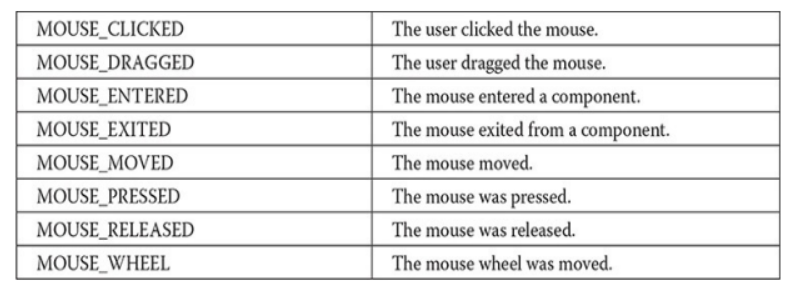 MOUSE_CLICKED The user clicked the mouse.
MOUSE_DRAGGED The user dragged the mouse.
MOUSE_ENTERED The mouse entered a component.
MOUSE_EXITED The mouse exited from a component.
MOUSE_MOVED The mouse moved.
MOUSE_PRESSED The mouse was pressed.
MOUSE_RELEASED The mouse was released.
MOUSE_WHEEL The mouse wheel was moved.